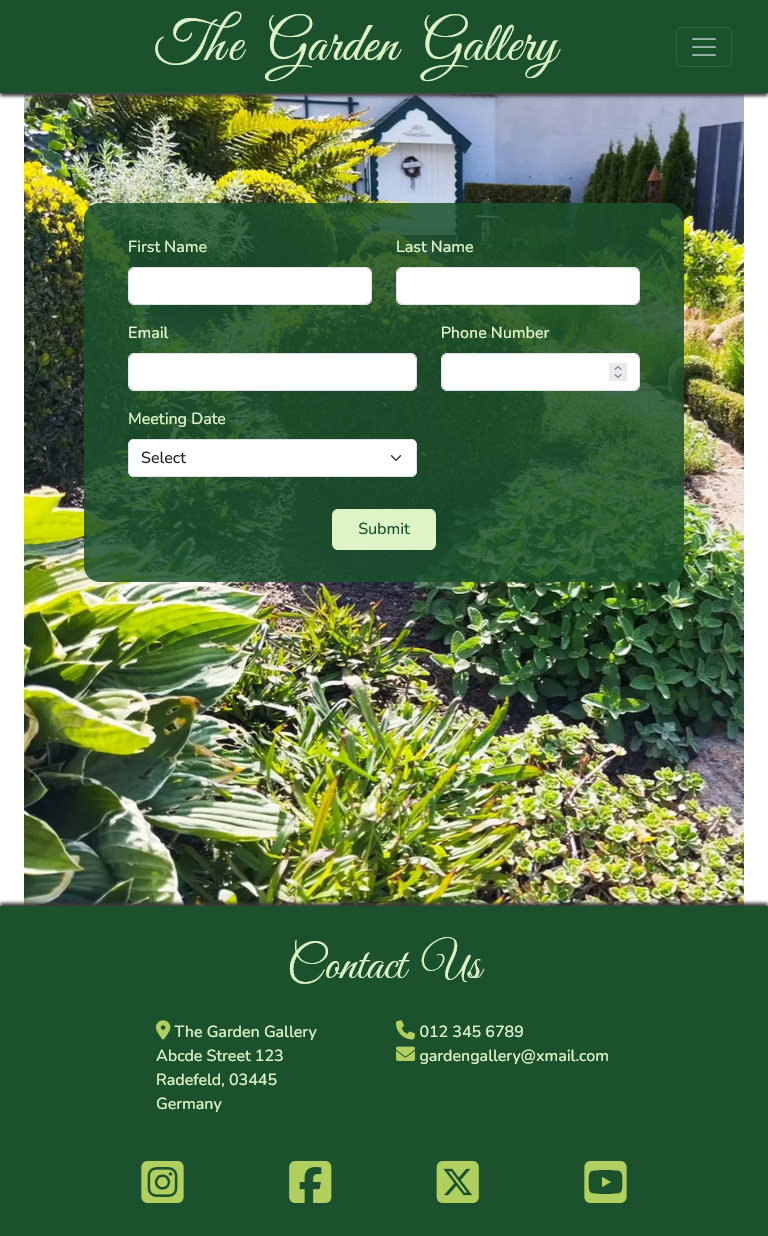 The Garden Gallery
First Name
Last Name
Email
Phone Number
Meeting Date
Select
Submit
Contact Us
The Garden Gallery
Abcde Street 123
Radefeld, 03445
Germany
012 345 6789
gardengallery@xmail.com